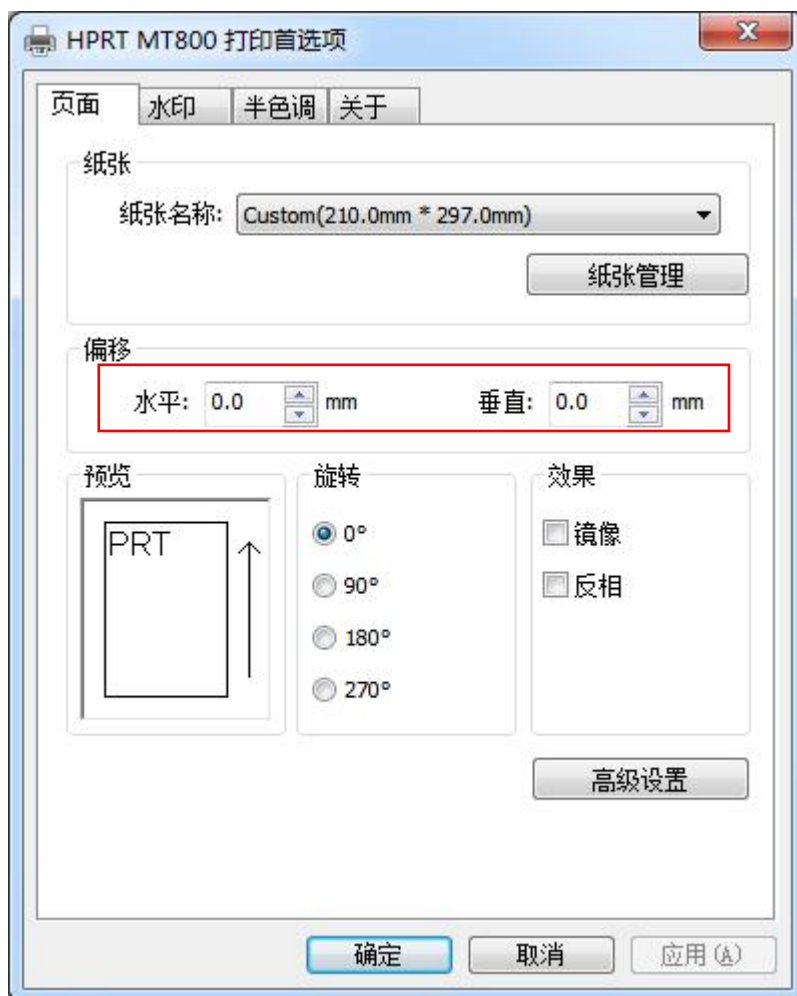 HPRT MT800 打印首选项
页面 水印 半色调 关于
纸张
纸张名称: Custom(210.0mm * 297.0mm)
纸张管理
偏移
水平: 0.0 mm 垂直: 0.0 mm
预览 旋转 效果
PRT
0° 镜像
90° 反相
180°
270°
高级设置
确定 取消 应用(A)